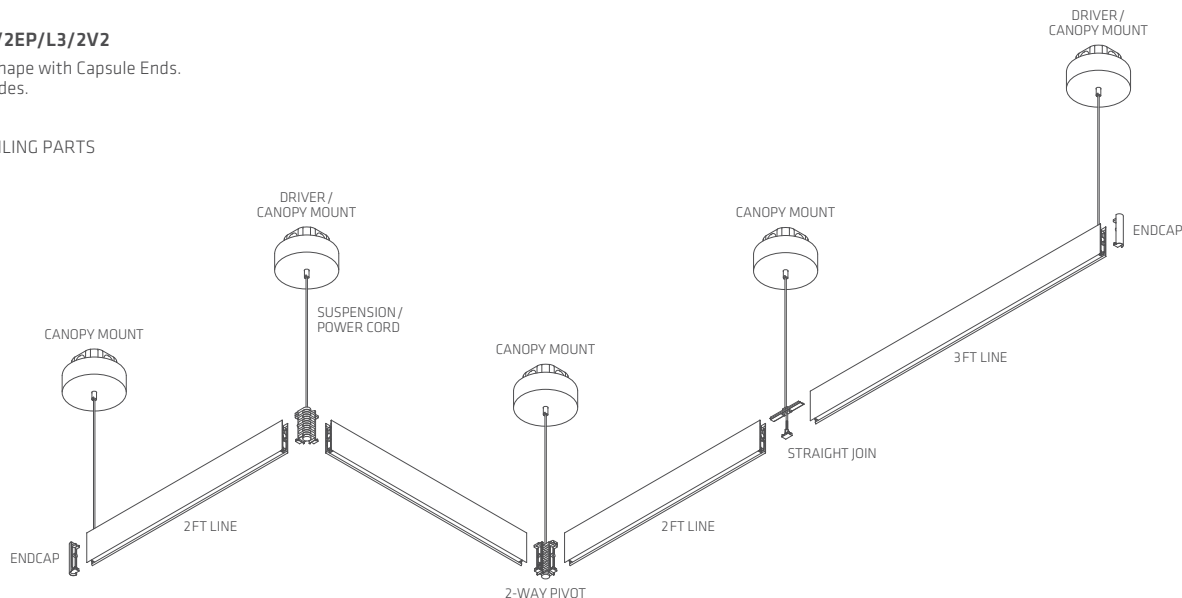 /2EP/L3/2V2
hape with Capsule Ends.
des.
ILING PARTS
DRIVER /
CANOPY MOUNT
DRIVER /
CANOPY MOUNT
CANOPY MOUNT
ENDCAP
SUSPENSION /
POWER CORD
CANOPY MOUNT
CANOPY MOUNT
3FT LINE
STRAIGHT JOIN
2FT LINE
2FT LINE
ENDCAP
2-WAY PIVOT